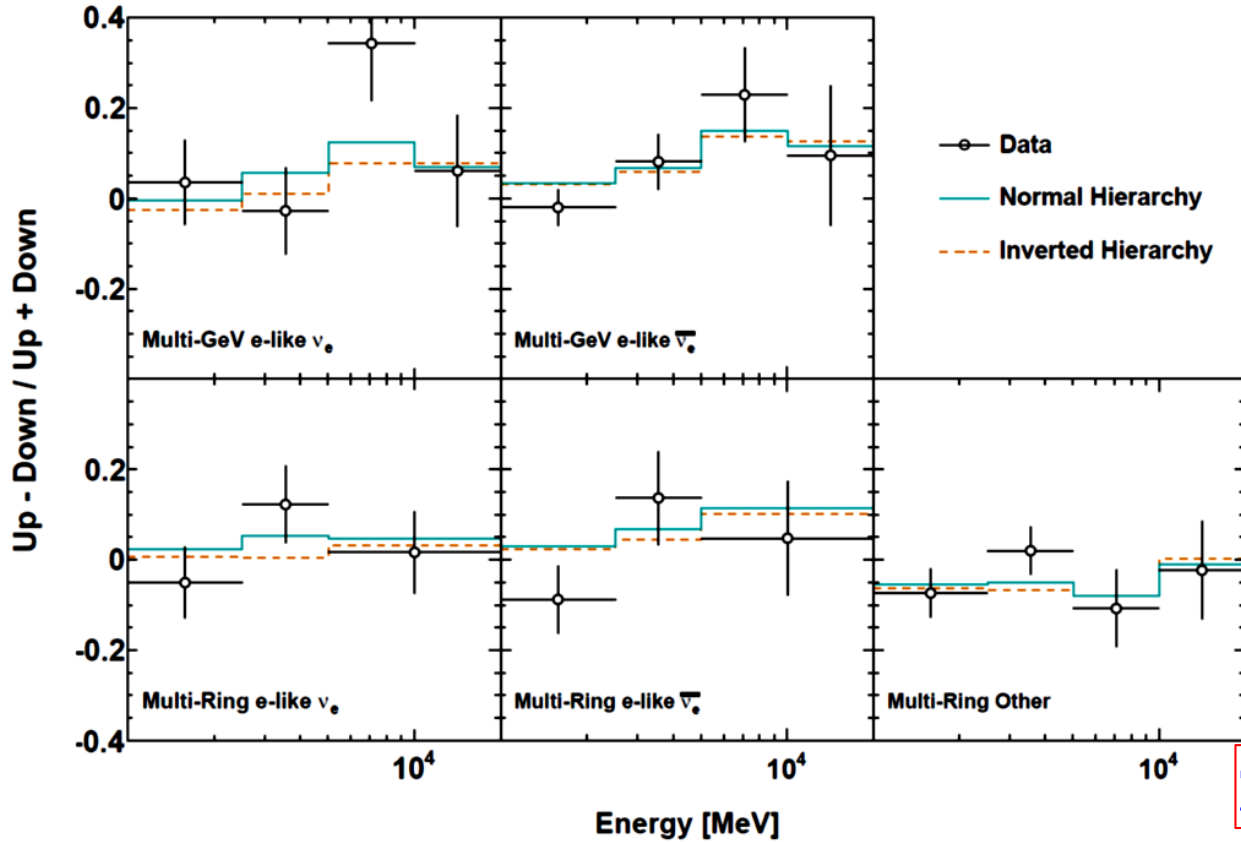 0.4
0.2
0
-0.2
Multi-GeV e-like νe
Multi-GeV e-like ν̅e
Data
Normal Hierarchy
Inverted Hierarchy
Up - Down / Up + Down
0.2
0
-0.2
-0.4
Multi-Ring e-like νe
Multi-Ring e-like ν̅e
Multi-Ring Other
10⁴
10⁴
10⁴
Energy [MeV]